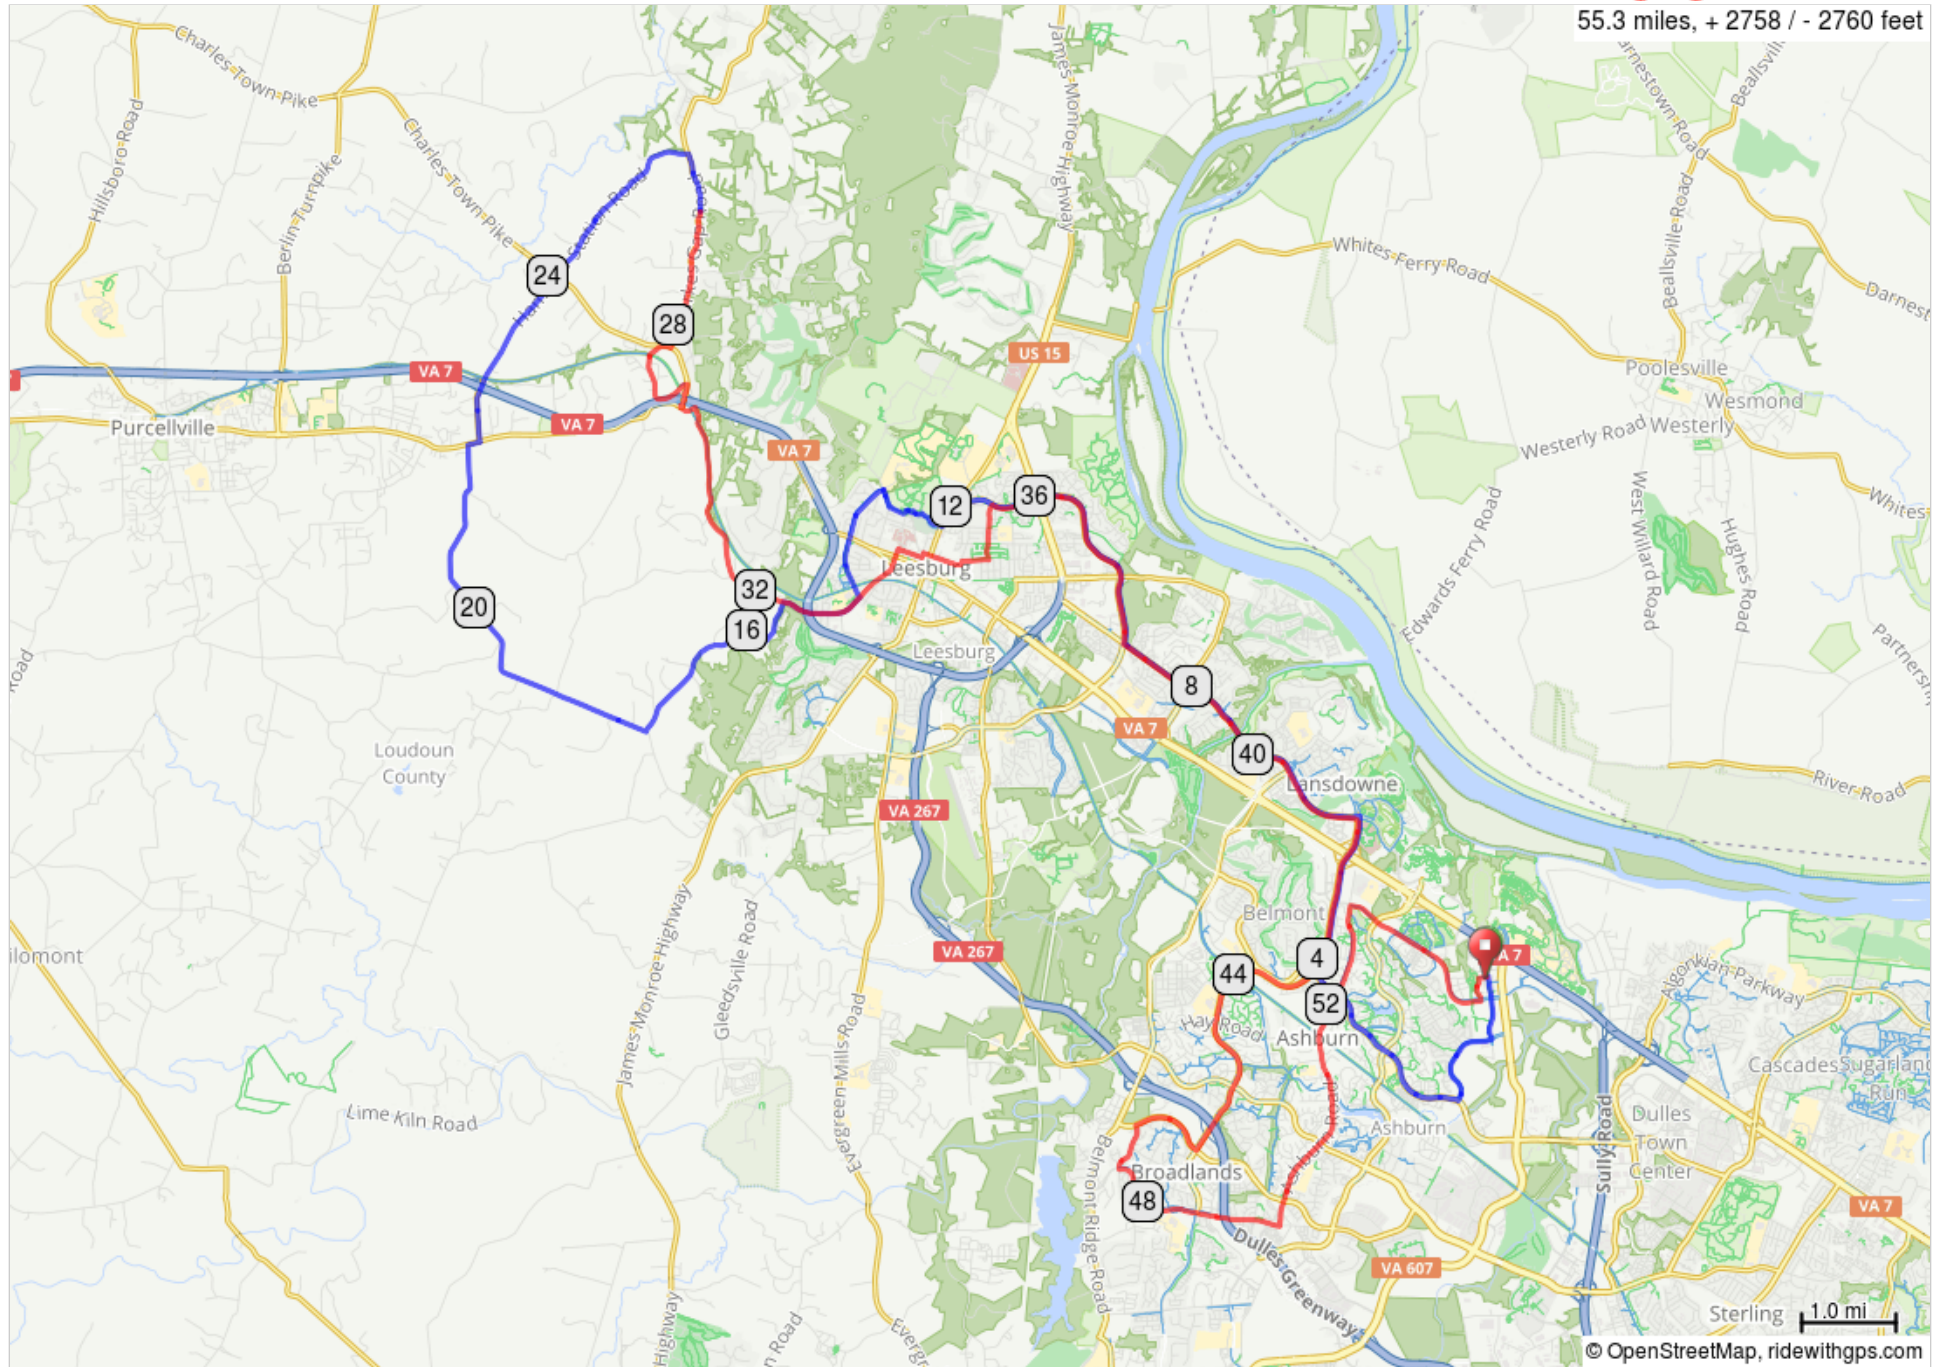 55.3 miles, + 2758 / - 2760 feet
Charles Town Pike
Hillsboro Road
Berlin Turnpike
Charles Town Pike
James Monroe Highway
Beallsville Road
Whites Ferry Road
24
28
US 15
VA 7
VA 7
VA 7
Purcellville
Poolesville
Wesmond
Westerly Road
Westerly
Whites
12
36
West Willard Road
Hughes Road
Edwards Ferry Road
Leesburg
32
16
20
Leesburg
8
VA 7
40
Lansdowne
Loudoun
County
River Road
VA 267
Belmont
VA 267
4
44
VA 7
52
Algonkian Parkway
James Monroe Highway
Gleedsville Road
Evergreen Mills Road
Hay Road
Ashburn
Cascades
Sugarland
Run
Lime Kiln Road
Ashburn Road
Ashburn
Sully Road
Dulles
Town
Center
Belmont Ridge Road
Broadlands
48
VA 7
Dulles Greenway
VA 607
Highway
Sterling
1.0 mi
© OpenStreetMap, ridewithgps.com